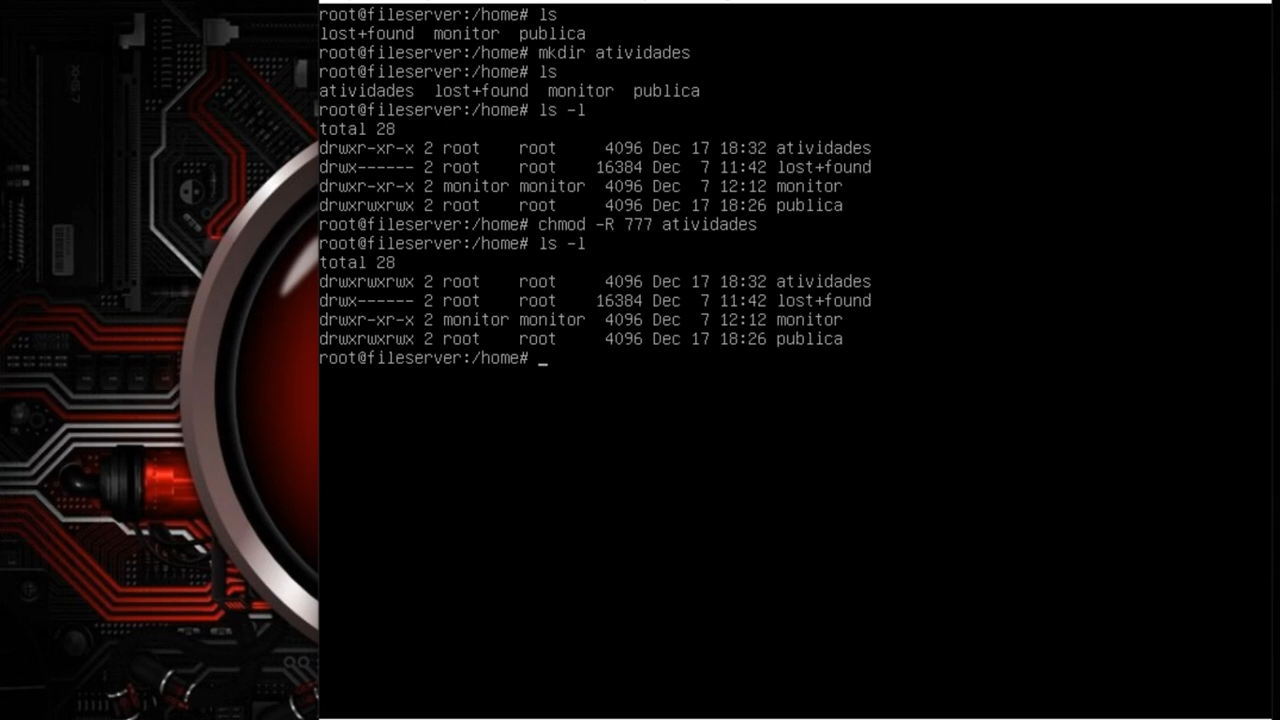 root@fileserver:/home# ls
lost+found  monitor  publica
root@fileserver:/home# mkdir atividades
root@fileserver:/home# ls
atividades  lost+found  monitor  publica
root@fileserver:/home# ls -l
total 28
drwxr-xr-x 2 root    root     4096 Dec 17 18:32 atividades
drwx------ 2 root    root    16384 Dec  7 11:42 lost+found
drwxr-xr-x 2 monitor monitor  4096 Dec  7 12:12 monitor
drwxrwxrwx 2 root    root     4096 Dec 17 18:26 publica
root@fileserver:/home# chmod -R 777 atividades
root@fileserver:/home# ls -l
total 28
drwxrwxrwx 2 root    root     4096 Dec 17 18:32 atividades
drwx------ 2 root    root    16384 Dec  7 11:42 lost+found
drwxr-xr-x 2 monitor monitor  4096 Dec  7 12:12 monitor
drwxrwxrwx 2 root    root     4096 Dec 17 18:26 publica
root@fileserver:/home# _